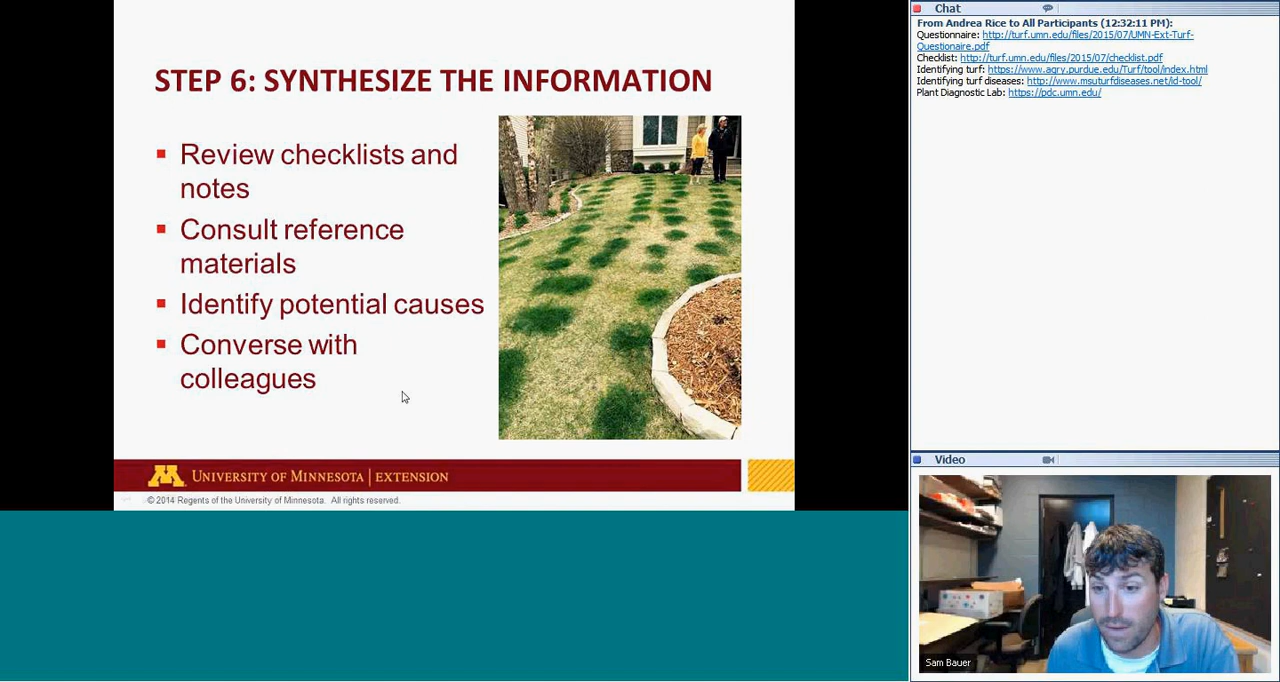 STEP 6: SYNTHESIZE THE INFORMATION
Review checklists and
notes
Consult reference
materials
Identify potential causes
Converse with
colleagues
M UNIVERSITY OF MINNESOTA | EXTENSION
© 2014 Regents of the University of Minnesota. All rights reserved.
Chat
From Andrea Rice to All Participants (12:32:11 PM):
Questionnaire: http://turf.umn.edu/files/2015/07/UMN-Ext-Turf-
Questionaire.pdf
Checklist: http://turf.umn.edu/files/2015/07/checklist.pdf
Identifying turf: https://www.agry.purdue.edu/Turf/tool/index.html
Identifying turf diseases: http://www.msuturfdiseases.net/id-tool/
Plant Diagnostic Lab: https://pdc.umn.edu/
Video
Sam Bauer